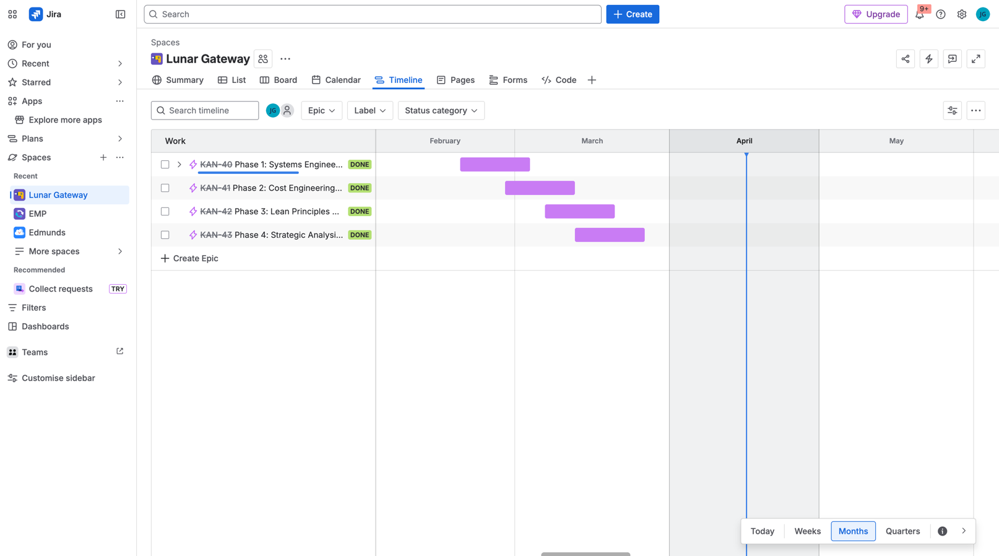 Jira
Search
Create
Upgrade
9+
JG
For you
Recent
Starred
Apps
Explore more apps
Plans
Spaces
Recent
Lunar Gateway
EMP
Edmunds
More spaces
Recommended
Collect requests TRY
Filters
Dashboards
Teams
Customise sidebar
Spaces
Lunar Gateway
Summary List Board Calendar Timeline Pages Forms Code
Search timeline JG Epic Label Status category
Work February March April May
KAN-40 Phase 1: Systems Enginee... DONE
KAN-41 Phase 2: Cost Engineering... DONE
KAN-42 Phase 3: Lean Principles ... DONE
KAN-43 Phase 4: Strategic Analysi... DONE
Create Epic
Today Weeks Months Quarters